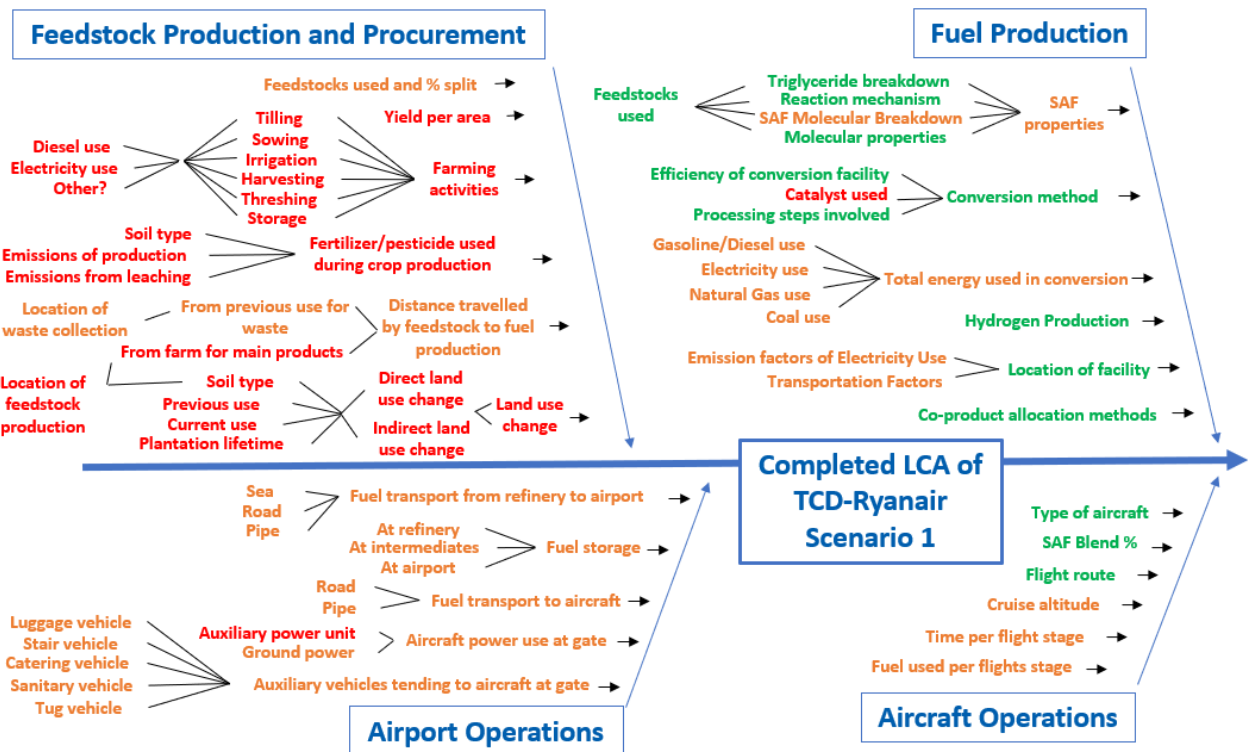 Feedstock Production and Procurement
Feedstocks used and % split
Yield per area
Tilling
Sowing
Irrigation
Harvesting
Threshing
Storage
Diesel use
Electricity use
Other?
Farming
activities
Soil type
Emissions of production
Emissions from leaching
Fertilizer/pesticide used
during crop production
Location of
waste collection
From previous use for
waste
From farm for main products
Distance travelled
by feedstock to fuel
production
Location of
feedstock
production
Soil type
Previous use
Current use
Plantation lifetime
Direct land
use change
Indirect land
use change
Land use
change
Fuel Production
Feedstocks
used
Triglyceride breakdown
Reaction mechanism
SAF Molecular Breakdown
Molecular properties
SAF
properties
Efficiency of conversion facility
Catalyst used
Processing steps involved
Conversion method
Gasoline/Diesel use
Electricity use
Natural Gas use
Coal use
Total energy used in conversion
Hydrogen Production
Emission factors of Electricity Use
Transportation Factors
Location of facility
Co-product allocation methods
Completed LCA of
TCD-Ryanair
Scenario 1
Sea
Road
Pipe
Fuel transport from refinery to airport
At refinery
At intermediates
At airport
Fuel storage
Road
Pipe
Fuel transport to aircraft
Auxiliary power unit
Ground power
Aircraft power use at gate
Luggage vehicle
Stair vehicle
Catering vehicle
Sanitary vehicle
Tug vehicle
Auxiliary vehicles tending to aircraft at gate
Airport Operations
Type of aircraft
SAF Blend %
Flight route
Cruise altitude
Time per flight stage
Fuel used per flights stage
Aircraft Operations